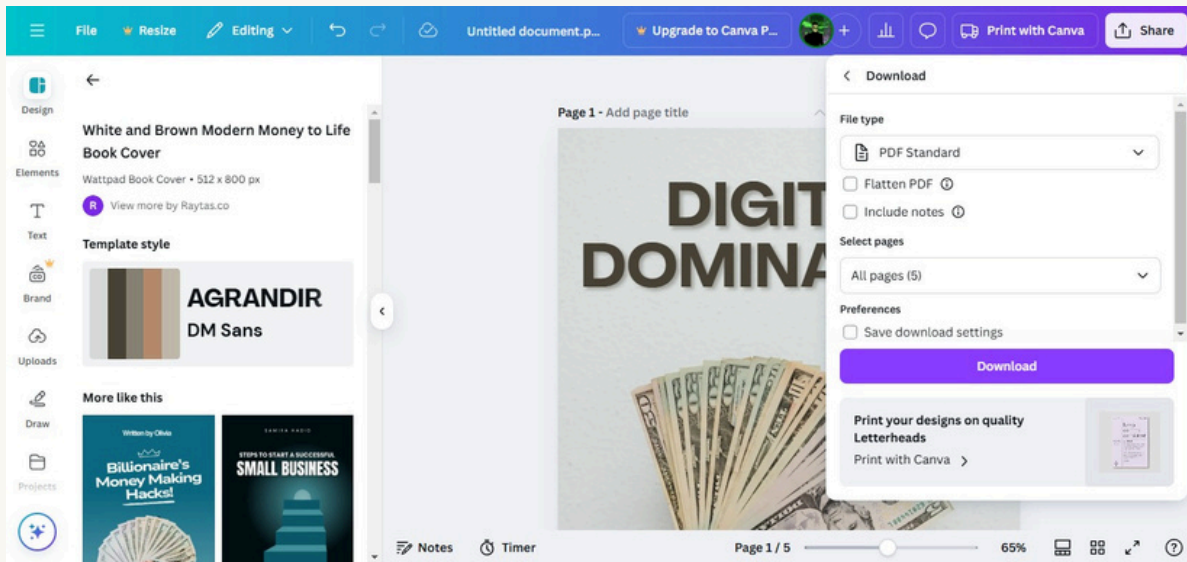 File
Resize
Editing
Untitled document.p...
Upgrade to Canva P...
+
Print with Canva
Share
Design
Elements
Text
Brand
Uploads
Draw
Projects
White and Brown Modern Money to Life
Book Cover
Wattpad Book Cover • 512 x 800 px
R
View more by Raytas.co
Template style
AGRANDIR
DM Sans
More like this
Written by Olivia
Billionaire's
Money Making
Hacks!
SAMIRA HADID
STEPS TO START A SUCCESSFUL
SMALL BUSINESS
Page 1 - Add page title
DIGIT
DOMINA
Download
File type
PDF Standard
Flatten PDF
Include notes
Select pages
All pages (5)
Preferences
Save download settings
Download
Print your designs on quality
Letterheads
Print with Canva
Notes
Timer
Page 1 / 5
65%